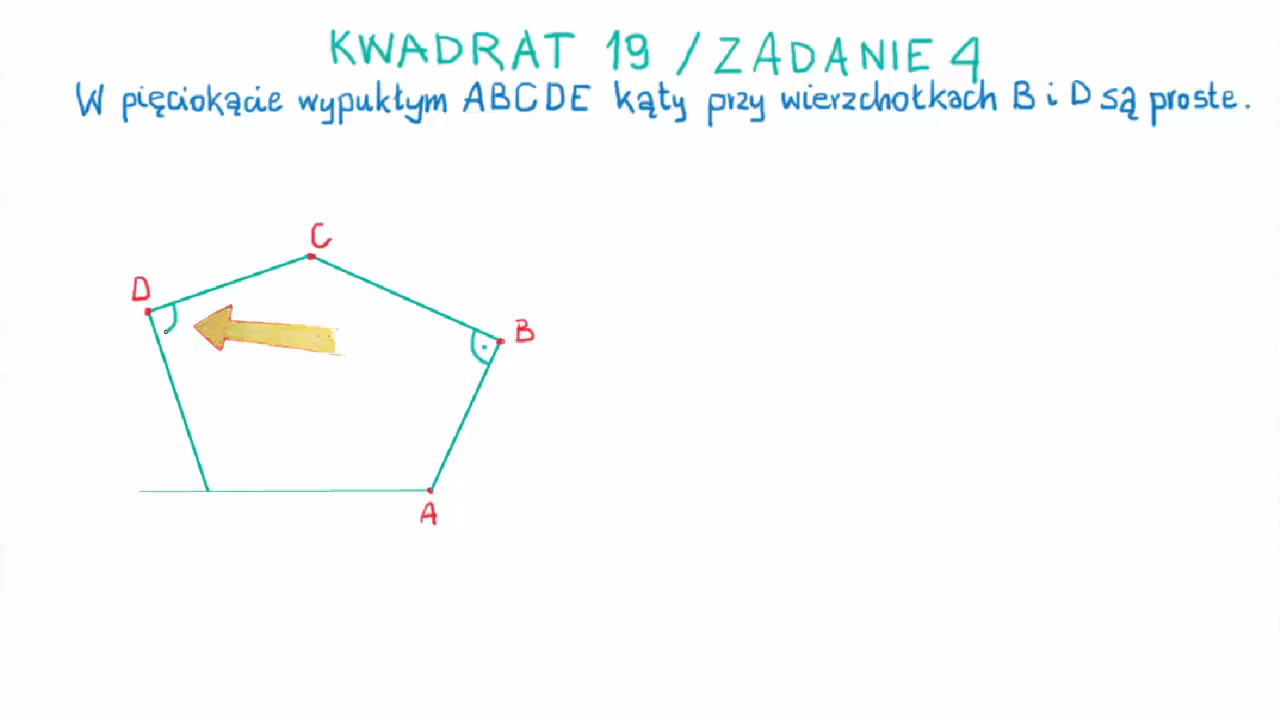 KWADRAT 19 / ZADANIE 4
W pięciokącie wypukłym ABCDE kąty przy wierzchołkach B i D są proste.
C
D
B
A